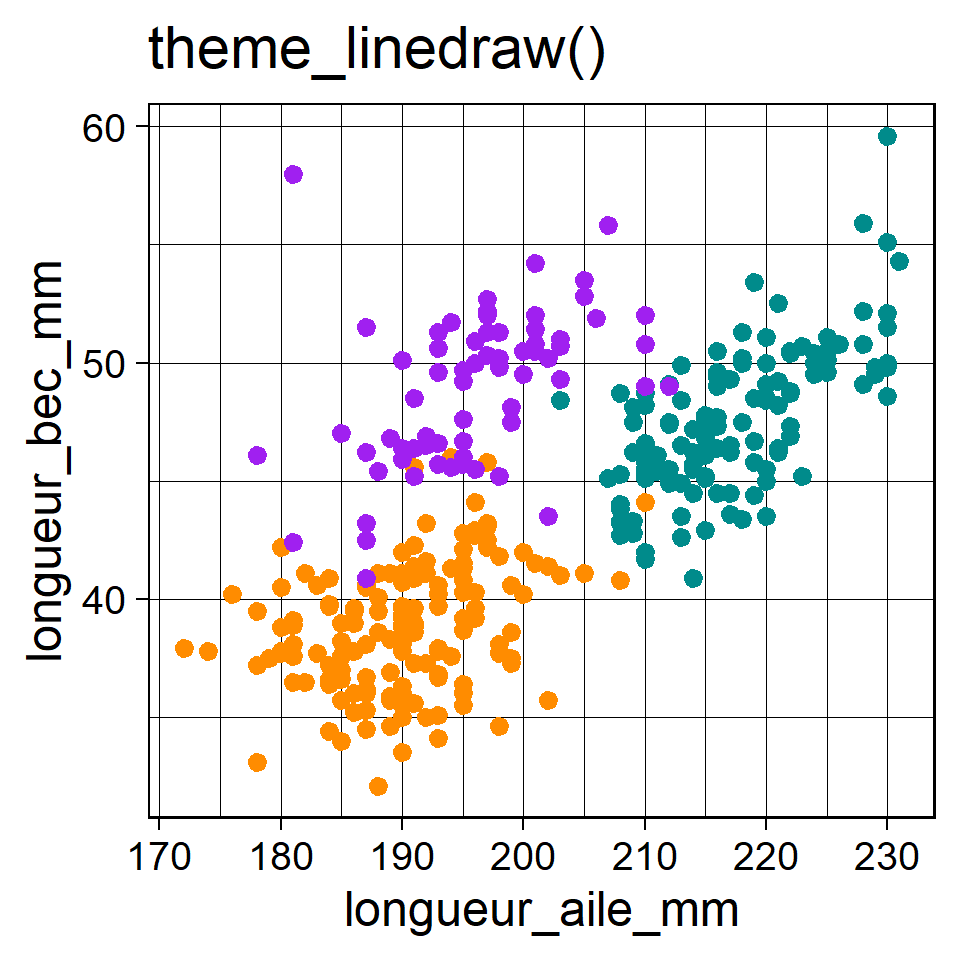 theme_linedraw()
60
50
40
longueur_bec_mm
170 180 190 200 210 220 230
longueur_aile_mm